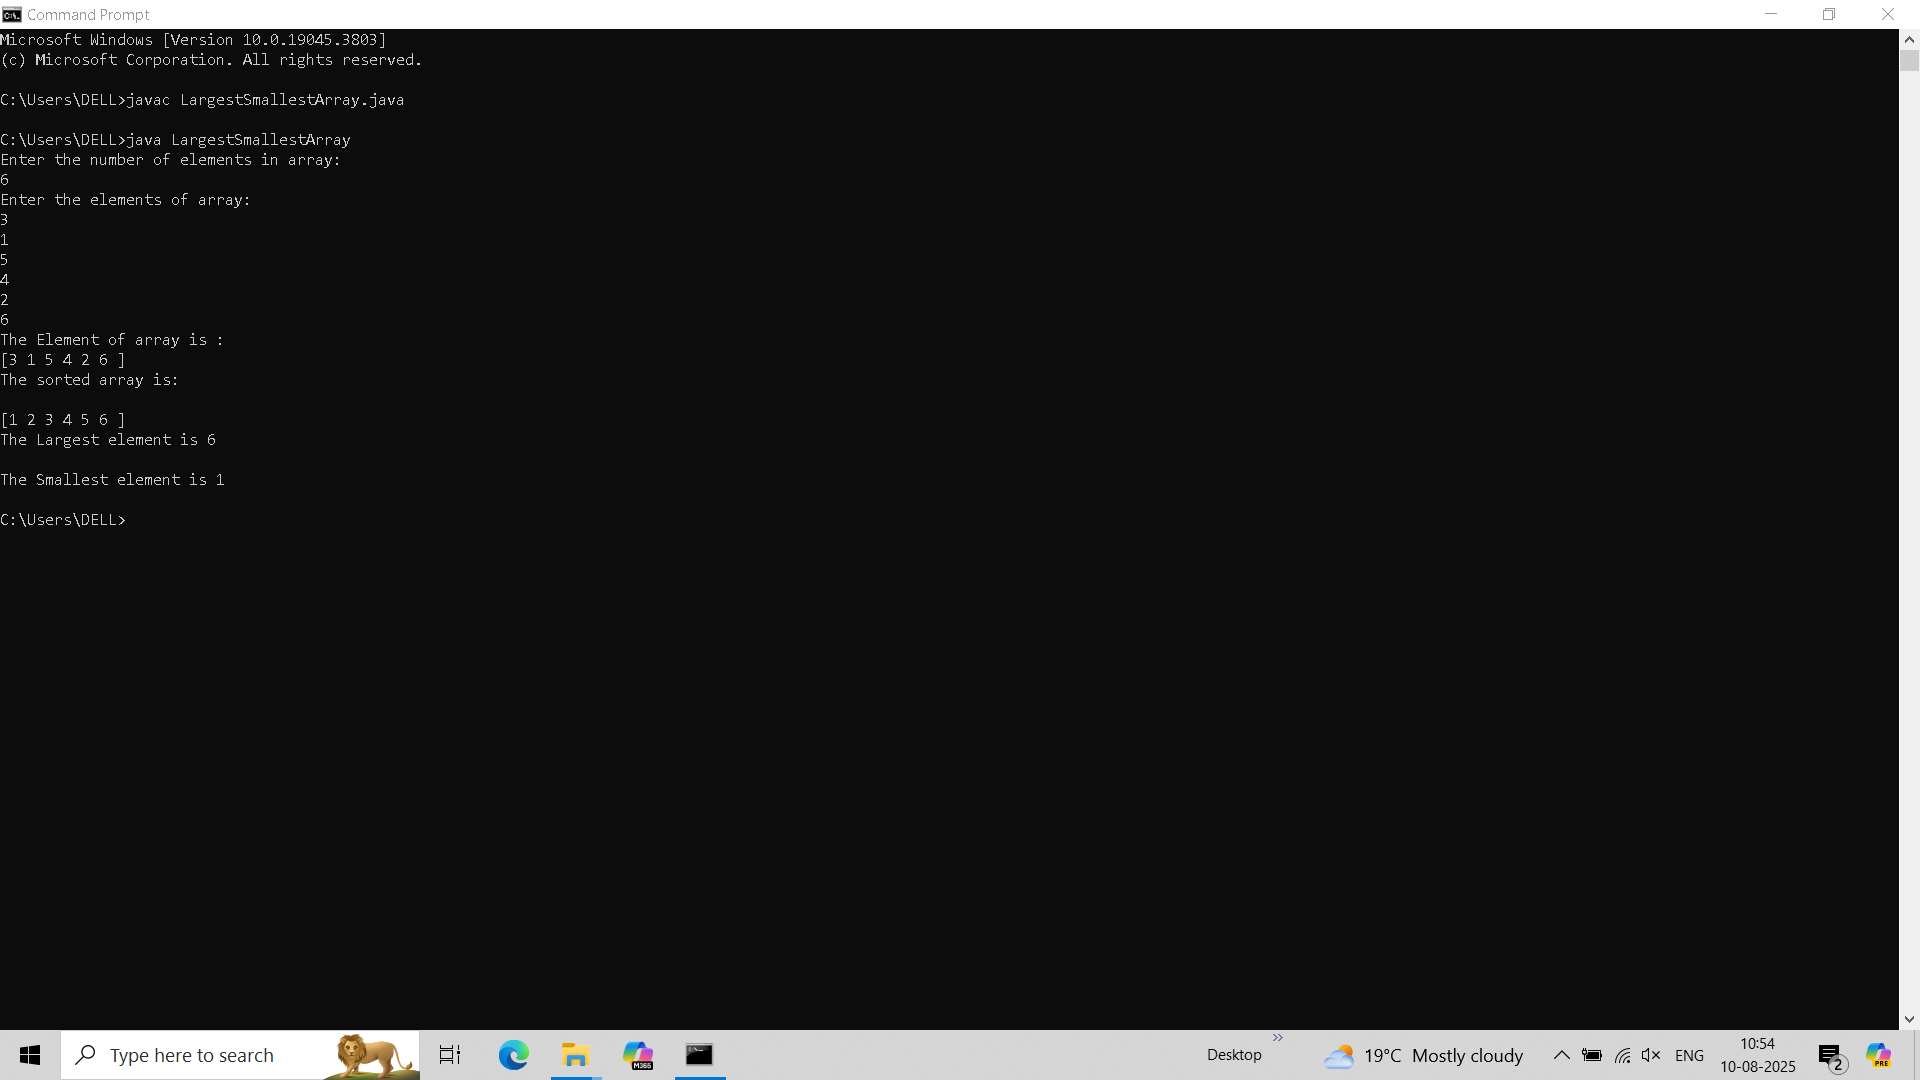 Command Prompt
Microsoft Windows [Version 10.0.19045.3803]
(c) Microsoft Corporation. All rights reserved.
C:\Users\DELL>javac LargestSmallestArray.java
C:\Users\DELL>java LargestSmallestArray
Enter the number of elements in array:
6
Enter the elements of array:
3
1
5
4
2
6
The Element of array is :
[3 1 5 4 2 6 ]
The sorted array is:
[1 2 3 4 5 6 ]
The Largest element is 6
The Smallest element is 1
C:\Users\DELL>
Type here to search
M365
Desktop
19°C Mostly cloudy
ENG
10:54
10-08-2025
2
PRE